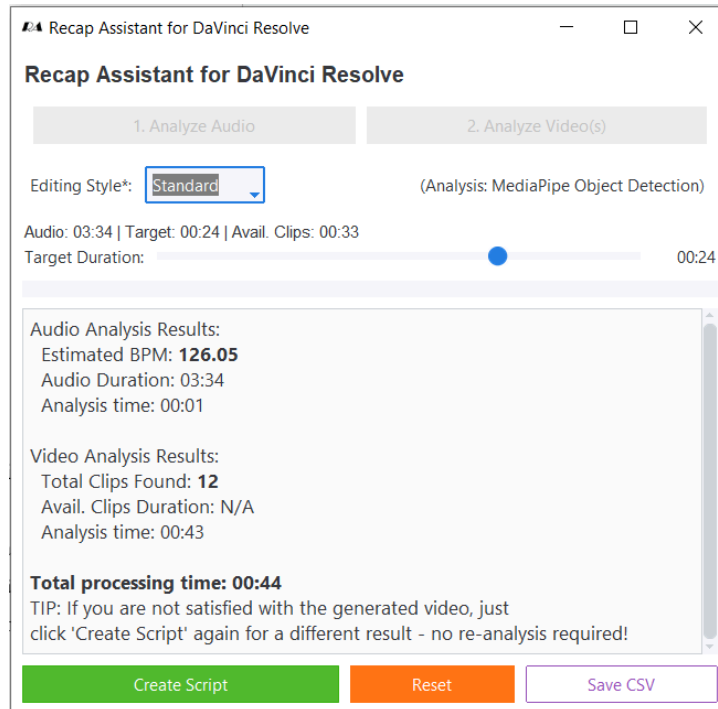 Recap Assistant for DaVinci Resolve
Recap Assistant for DaVinci Resolve
1. Analyze Audio
2. Analyze Video(s)
Editing Style*: Standard (Analysis: MediaPipe Object Detection)
Audio: 03:34 | Target: 00:24 | Avail. Clips: 00:33
Target Duration: 00:24
Audio Analysis Results:
Estimated BPM: 126.05
Audio Duration: 03:34
Analysis time: 00:01
Video Analysis Results:
Total Clips Found: 12
Avail. Clips Duration: N/A
Analysis time: 00:43
Total processing time: 00:44
TIP: If you are not satisfied with the generated video, just
click 'Create Script' again for a different result - no re-analysis required!
Create Script
Reset
Save CSV